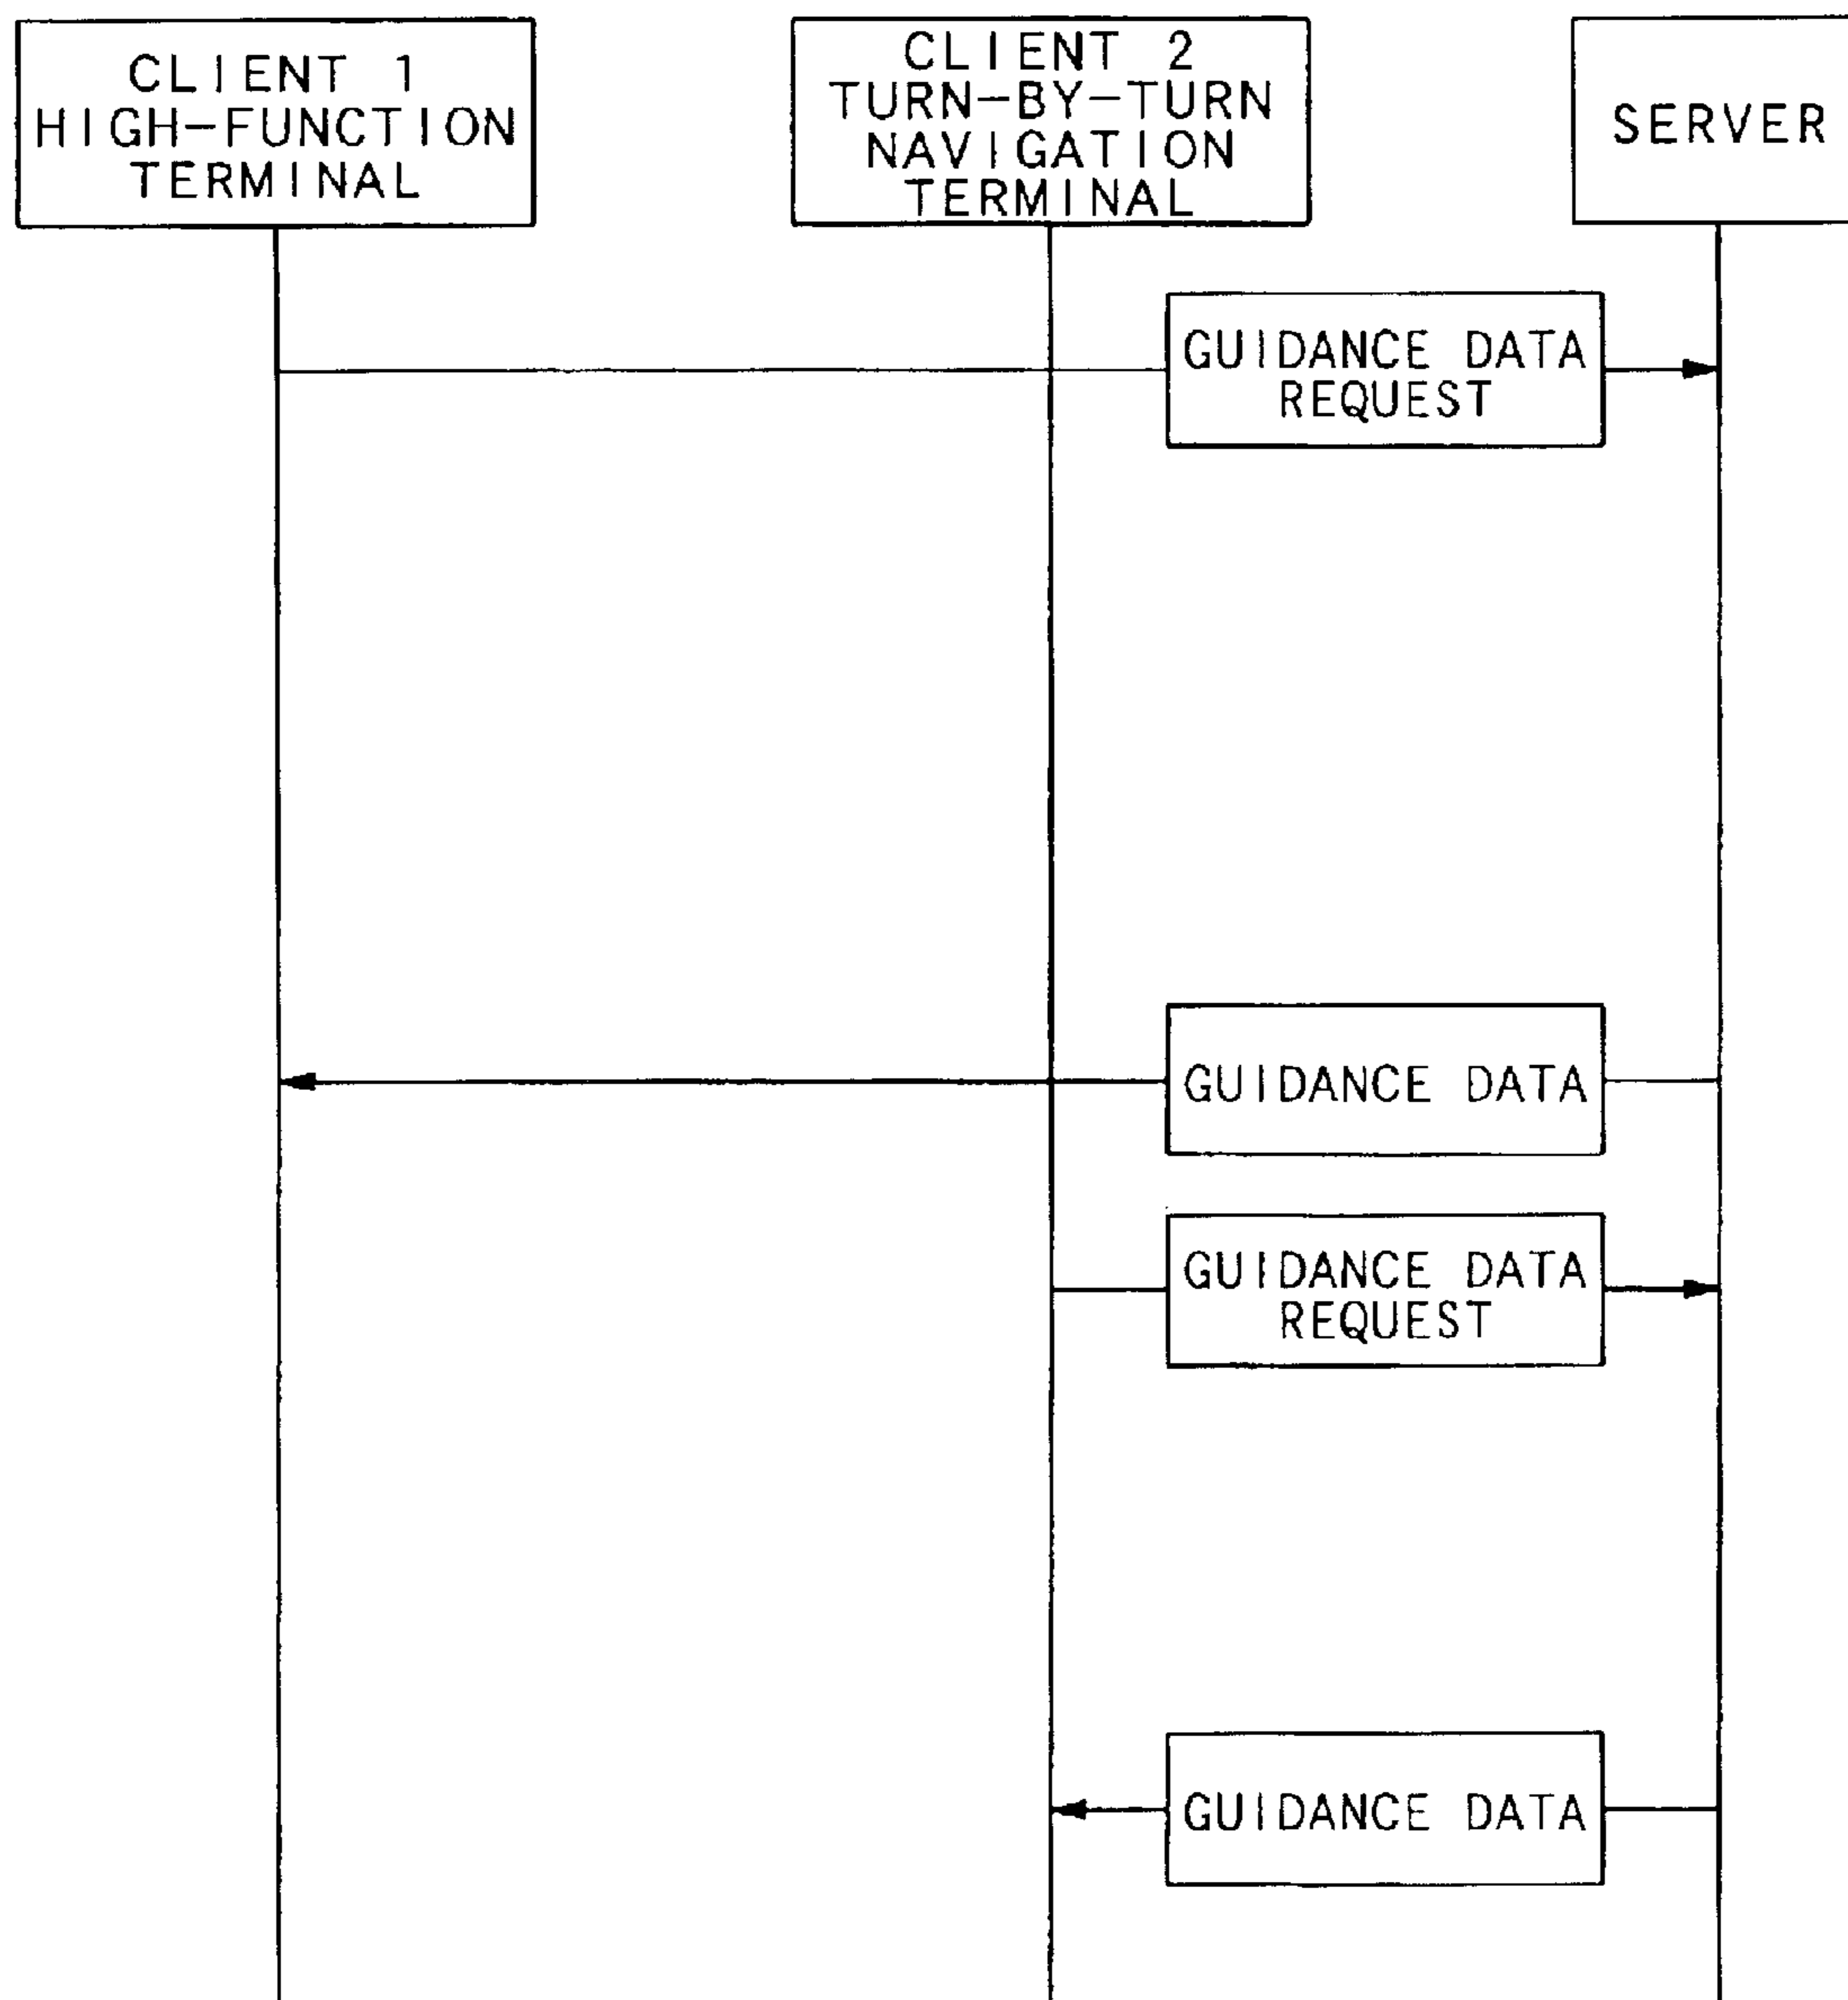 CLIENT 1
HIGH-FUNCTION
TERMINAL
CLIENT 2
TURN-BY-TURN
NAVIGATION
TERMINAL
SERVER
GUIDANCE DATA
REQUEST
GUIDANCE DATA
GUIDANCE DATA
REQUEST
GUIDANCE DATA